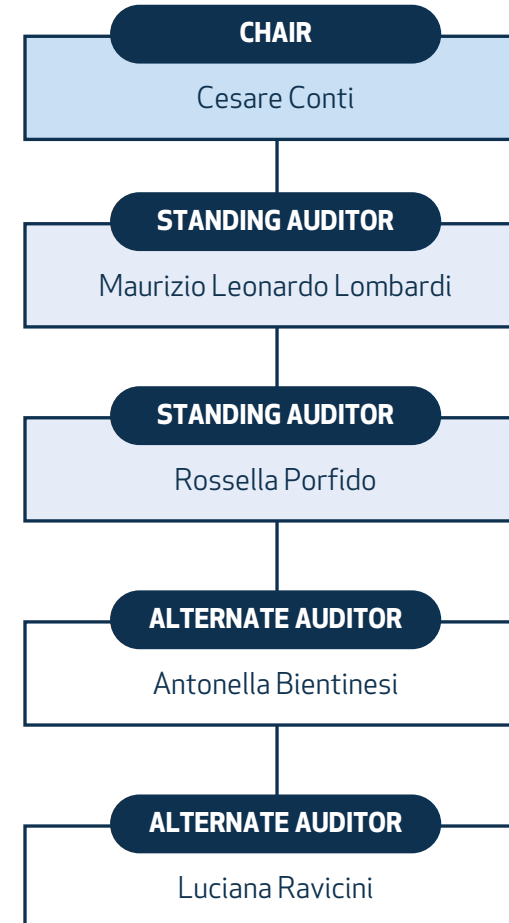 CHAIR
Cesare Conti
STANDING AUDITOR
Maurizio Leonardo Lombardi
STANDING AUDITOR
Rossella Porfido
ALTERNATE AUDITOR
Antonella Bientinesi
ALTERNATE AUDITOR
Luciana Ravicini